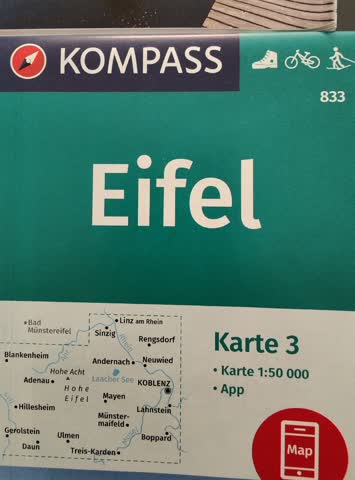 KOMPASS
833
Eifel
Karte 3
• Karte 1:50 000
• App
Map
Bad
Münstereifel
Linz am Rhein
Sinzig
Rengsdorf
Blankenheim
Andernach
Neuwied
Hohe Acht
Laacher See
KOBLENZ
Adenau
Hohe
Eifel
Mayen
Lahnstein
Hillesheim
Münster-
maifeld
Gerolstein
Ulmen
Boppard
Daun
Treis-Karden